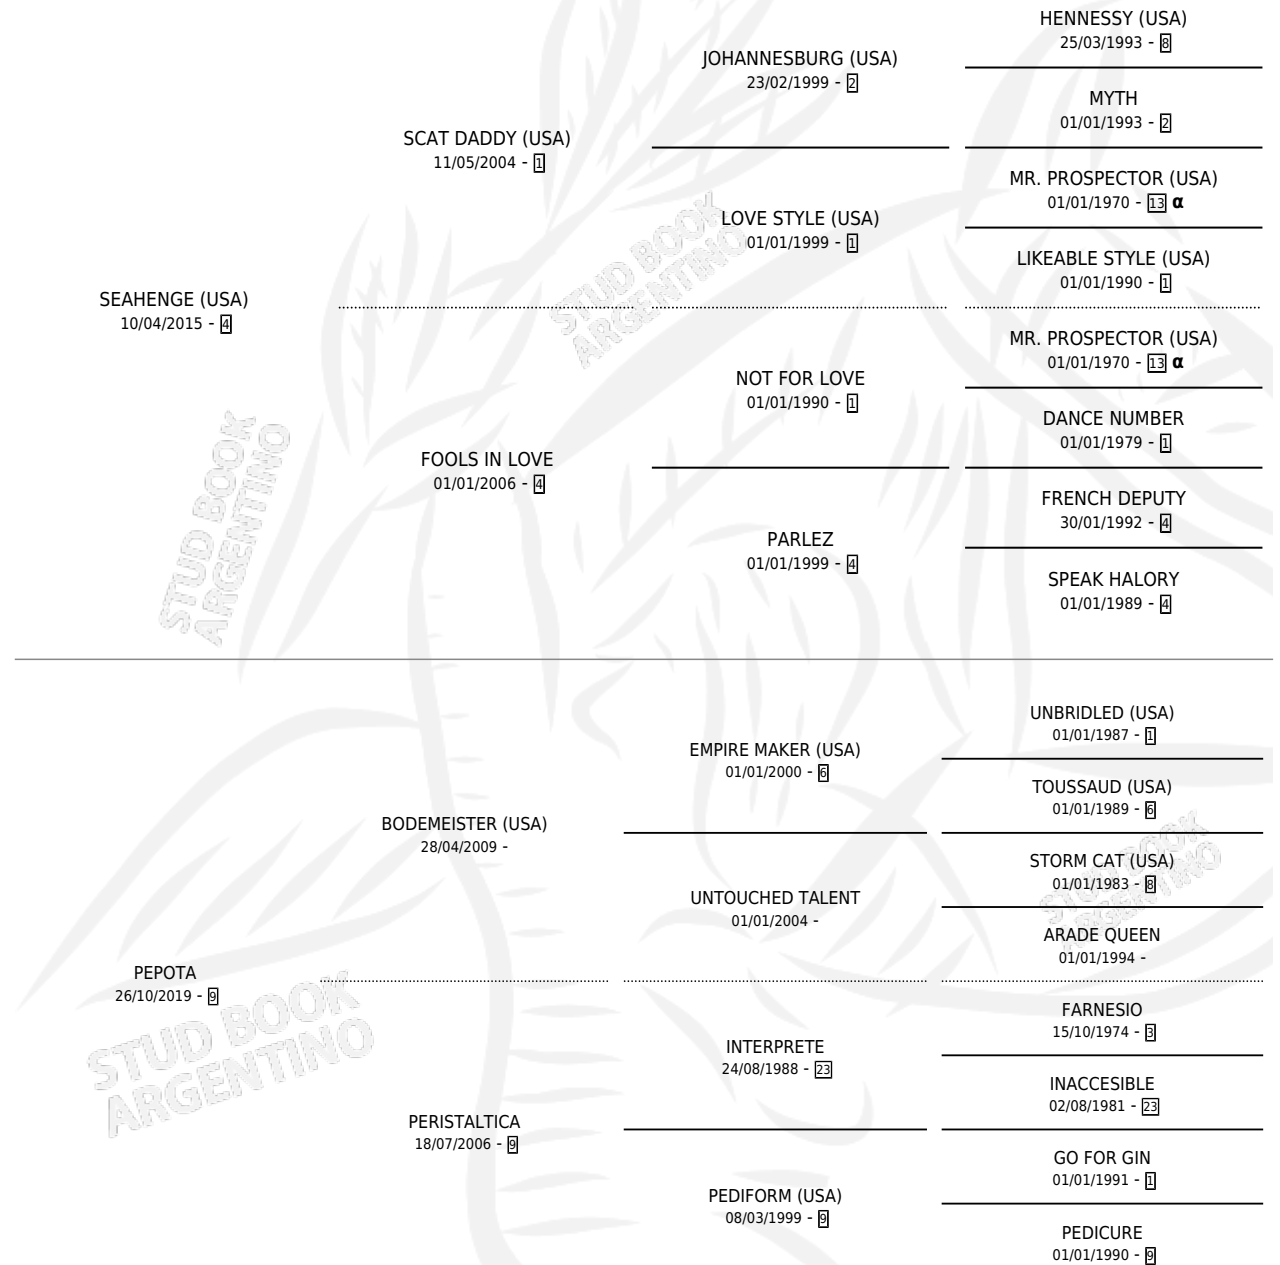 HENNESSY (USA)
25/03/1993 - 8
JOHANNESBURG (USA)
23/02/1999 - 2
MYTH
01/01/1993 - 2
SCAT DADDY (USA)
11/05/2004 - 1
MR. PROSPECTOR (USA)
01/01/1970 - 13 α
LOVE STYLE (USA)
01/01/1999 - 1
LIKEABLE STYLE (USA)
01/01/1990 - 1
SEAHENGE (USA)
10/04/2015 - 4
MR. PROSPECTOR (USA)
01/01/1970 - 13 α
NOT FOR LOVE
01/01/1990 - 1
DANCE NUMBER
01/01/1979 - 1
FOOLS IN LOVE
01/01/2006 - 4
FRENCH DEPUTY
30/01/1992 - 4
PARLEZ
01/01/1999 - 4
SPEAK HALORY
01/01/1989 - 4
UNBRIDLED (USA)
01/01/1987 - 1
EMPIRE MAKER (USA)
01/01/2000 - 6
TOUSSAUD (USA)
01/01/1989 - 6
BODEMEISTER (USA)
28/04/2009 -
STORM CAT (USA)
01/01/1983 - 8
UNTOUCHED TALENT
01/01/2004 -
ARADE QUEEN
01/01/1994 -
PEPOTA
26/10/2019 - 9
FARNESIO
15/10/1974 - 3
INTERPRETE
24/08/1988 - 23
INACCESIBLE
02/08/1981 - 23
PERISTALTICA
18/07/2006 - 9
GO FOR GIN
01/01/1991 - 1
PEDIFORM (USA)
08/03/1999 - 9
PEDICURE
01/01/1990 - 9
STUD BOOK
ARGENTINO
STUD BOOK
ARGENTINO
STUD BOOK
ARGENTINO
STUD BOOK
ARGENTINO